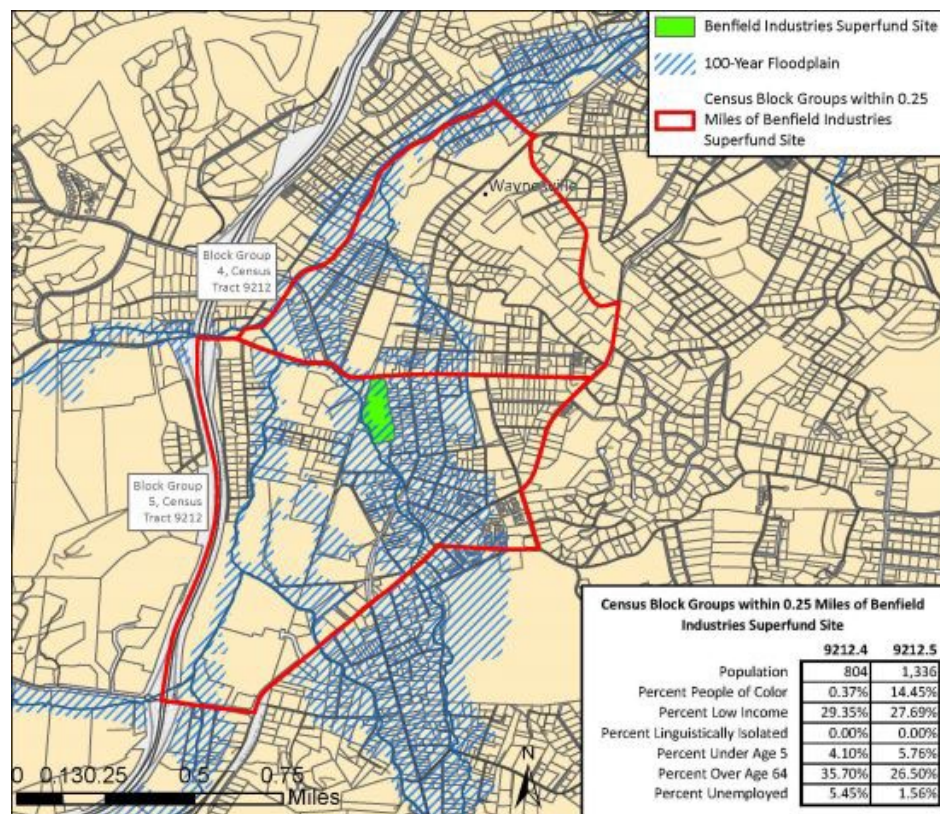 Benfield Industries Superfund Site
100-Year Floodplain
Census Block Groups within 0.25
Miles of Benfield Industries
Superfund Site
Waynesville
Block Group
4, Census
Tract 9212
Block Group
5, Census
Tract 9212
Census Block Groups within 0.25 Miles of Benfield
Industries Superfund Site
9212.4 9212.5
Population 804 1,336
Percent People of Color 0.37% 14.45%
Percent Low Income 29.35% 27.69%
Percent Linguistically Isolated 0.00% 0.00%
Percent Under Age 5 4.10% 5.76%
Percent Over Age 64 35.70% 26.50%
Percent Unemployed 5.45% 1.56%
0 0.130.25 0.5 0.75
Miles
N